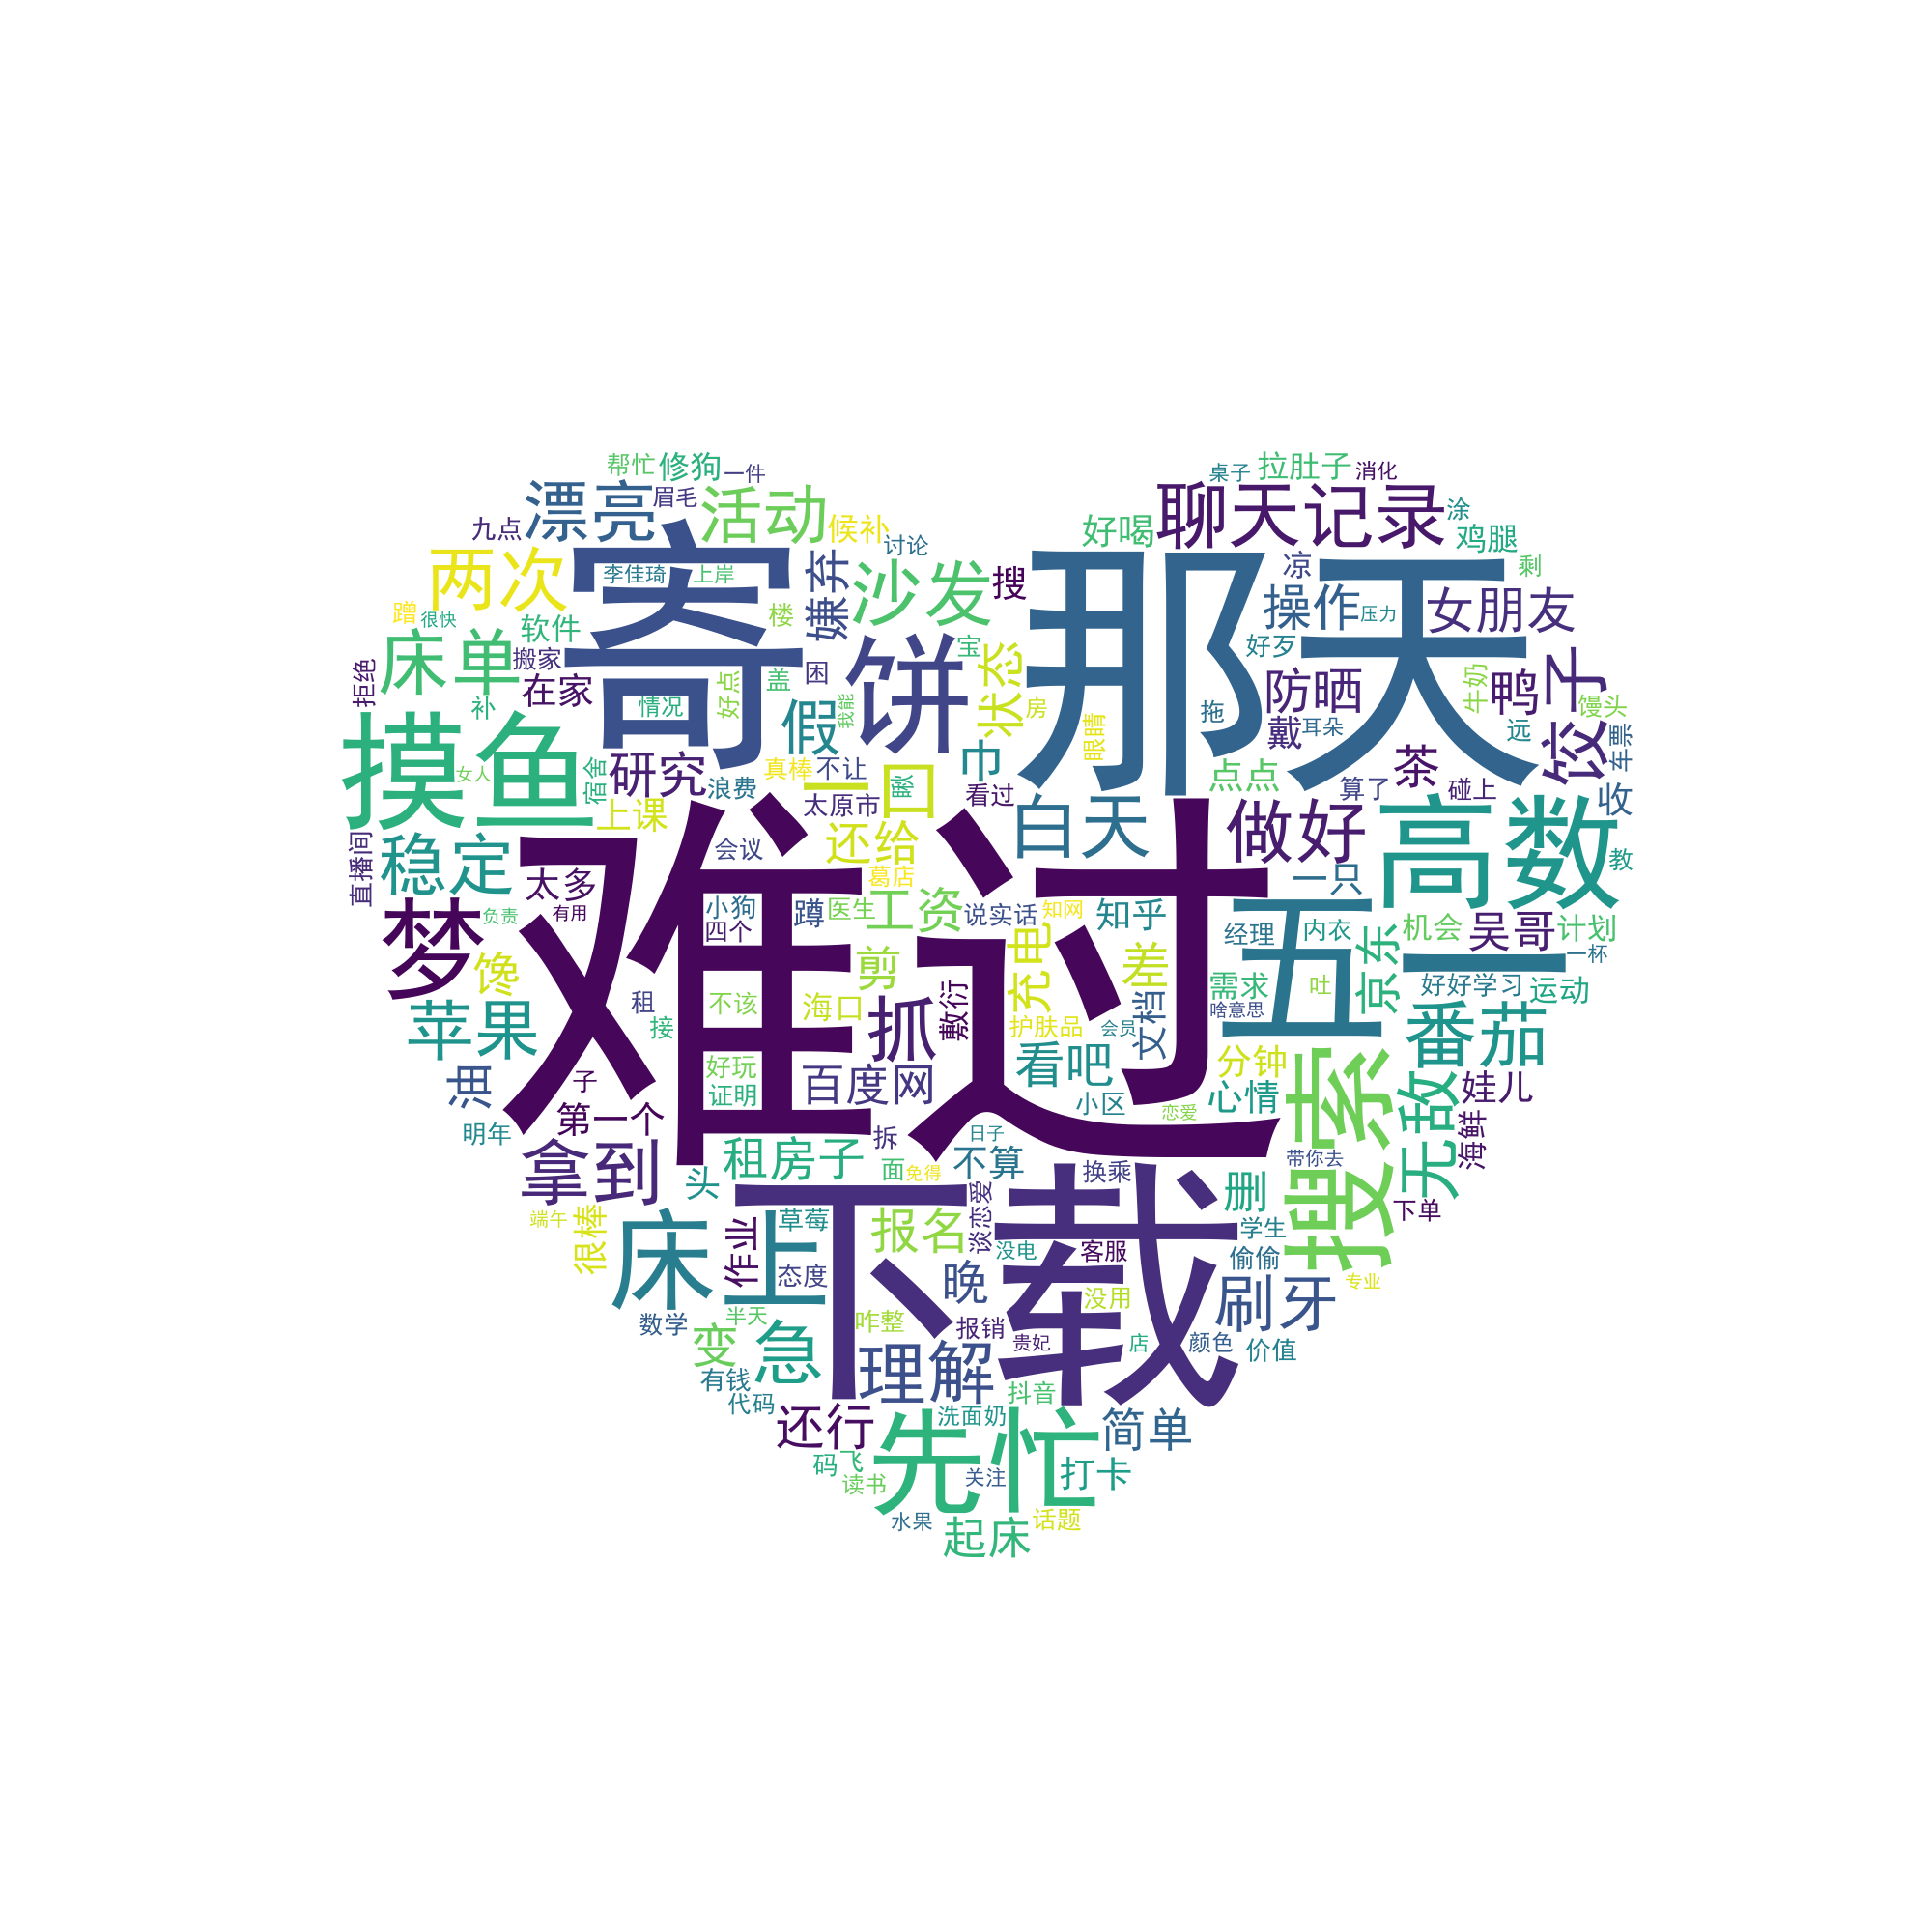 帮忙
修狗
一件
桌子
拉肚子
消化
九点
漂亮
眉毛
活动
候补
讨论
好喝
聊天记录
涂
鸡腿
两次
李佳琦
上岸
寄
嫌弃
沙发
搜
那天
凉
剩
蹭
很快
软件
楼
操作
压力
女朋友
床单
搬家
在家
拒绝
补
情况
好点
盖
困
饼
宝
状态
房
好歹
防晒
牛奶
鸭
饺子
馒头
假
我能
拖
戴
耳朵
远
车票
摸鱼
女人
宿舍
研究
浪费
真棒
不让
一口
瞅
巾
眼睛
点点
算了
碰上
茶
收
上课
太原市
看过
白天
做好
高数
直播间
稳定
太多
会议
还给
葛店
一只
教
梦
负责
有用
难过
小狗
四个
蹲
医生
工资
说实话
知网
知乎
经理
内衣
五一
京东
机会
吴哥
计划
一杯
馋
剪
充电
差
需求
啥意思
吐
好好学习
运动
苹果
租
接
不该
海口
抓
敷衍
护肤品
会员
文档
番茄
油
子
好玩
证明
百度网
看吧
小区
分钟
心情
搜索
无敌
娃儿
海鲜
明年
第一个
恋爱
拿到
头
租房子
拆
面
免得
日子
不算
换乘
删
带你去
下单
端午
很棒
床上
作业
草莓
态度
下载
报名
谈恋爱
没电
客服
学生
偷偷
晚
没用
刷牙
专业
数学
半天
变
急
咋整
报销
贵妃
店
颜色
价值
有钱
代码
理解
抖音
还行
洗面奶
简单
码飞
读书
先忙
关注
打卡
水果
话题
起床